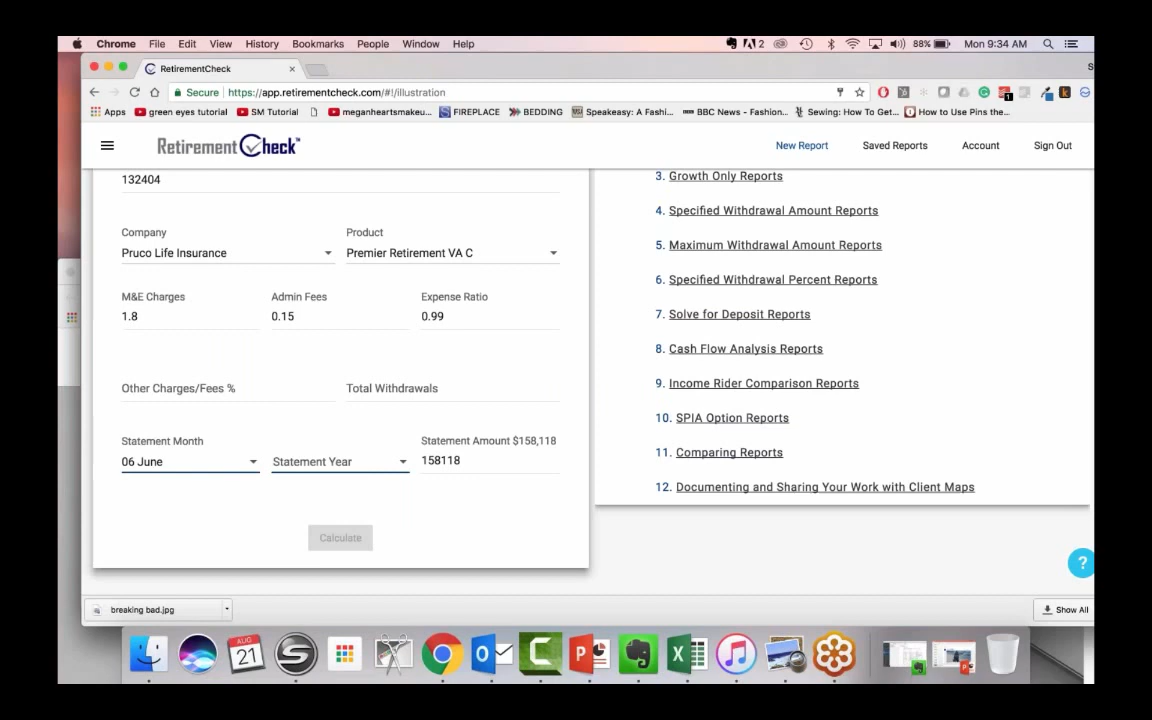 Chrome File Edit View History Bookmarks People Window Help
2 88% Mon 9:34 AM
RetirementCheck
Secure https://app.retirementcheck.com/#!/illustration
Apps green eyes tutorial SM Tutorial meganheartsmakeu... FIREPLACE BEDDING Speakeasy: A Fashi... BBC News - Fashion... Sewing: How To Get... How to Use Pins the...
RetirementCheck™ New Report Saved Reports Account Sign Out
132404
Company Product
Pruco Life Insurance Premier Retirement VA C
M&E Charges Admin Fees Expense Ratio
1.8 0.15 0.99
Other Charges/Fees % Total Withdrawals
Statement Month Statement Amount $158,118
06 June Statement Year 158118
Calculate
3. Growth Only Reports
4. Specified Withdrawal Amount Reports
5. Maximum Withdrawal Amount Reports
6. Specified Withdrawal Percent Reports
7. Solve for Deposit Reports
8. Cash Flow Analysis Reports
9. Income Rider Comparison Reports
10. SPIA Option Reports
11. Comparing Reports
12. Documenting and Sharing Your Work with Client Maps
?
breaking bad.jpg Show All
AUG
21